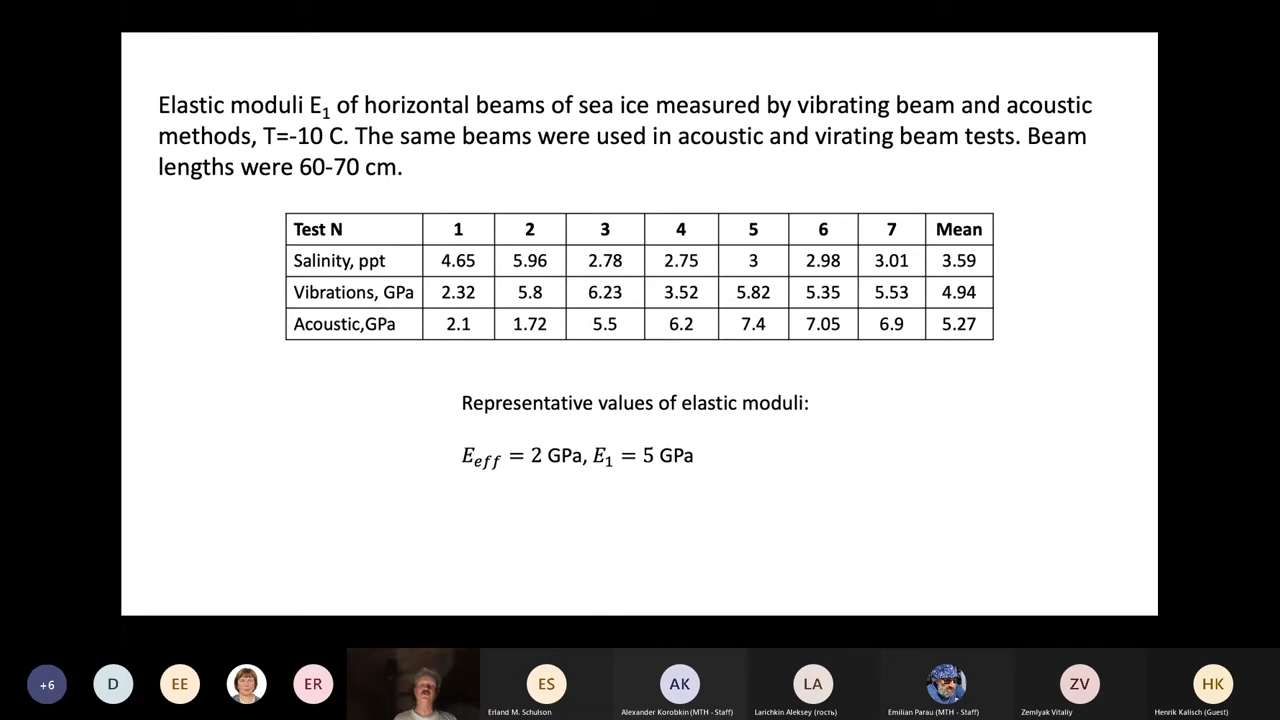 Elastic moduli E₁ of horizontal beams of sea ice measured by vibrating beam and acoustic
methods, T=-10 C. The same beams were used in acoustic and virating beam tests. Beam
lengths were 60-70 cm.
Test N 1 2 3 4 5 6 7 Mean
Salinity, ppt 4.65 5.96 2.78 2.75 3 2.98 3.01 3.59
Vibrations, GPa 2.32 5.8 6.23 3.52 5.82 5.35 5.53 4.94
Acoustic,GPa 2.1 1.72 5.5 6.2 7.4 7.05 6.9 5.27
Representative values of elastic moduli:
E_eff = 2 GPa, E₁ = 5 GPa
+6 D EE ER ES AK LA ZV HK
Erland M. Schulson Alexander Korobkin (MTH - Staff) Larichkin Aleksey (гость) Emilian Parau (MTH - Staff) Zemlyak Vitaliy Henrik Kalisch (Guest)